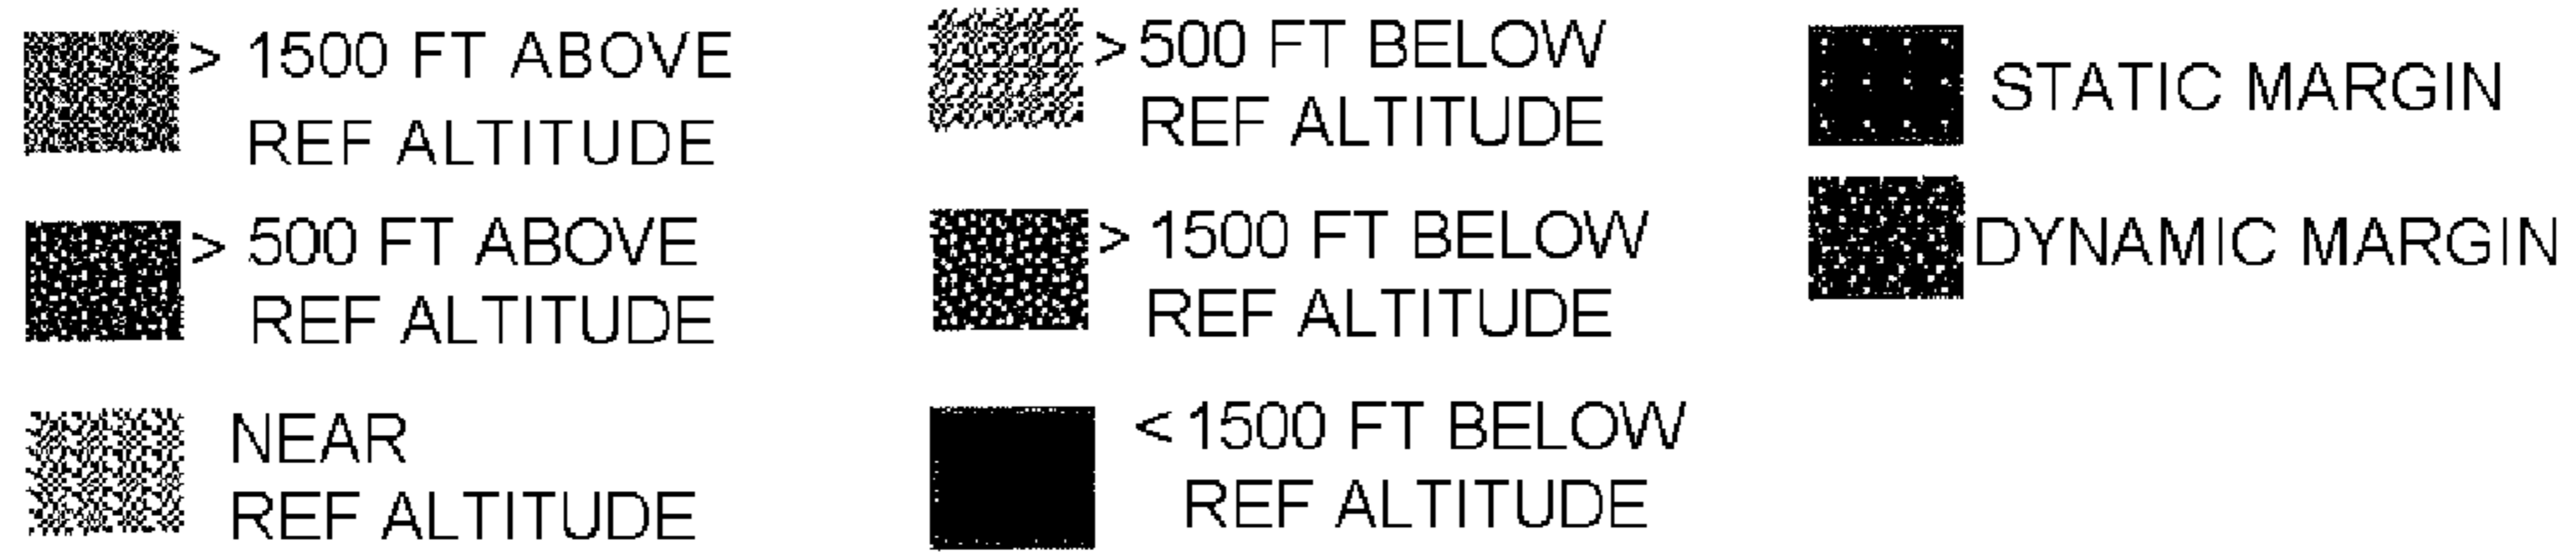 > 1500 FT ABOVE
REF ALTITUDE
> 500 FT ABOVE
REF ALTITUDE
NEAR
REF ALTITUDE
> 500 FT BELOW
REF ALTITUDE
> 1500 FT BELOW
REF ALTITUDE
< 1500 FT BELOW
REF ALTITUDE
STATIC MARGIN
DYNAMIC MARGIN